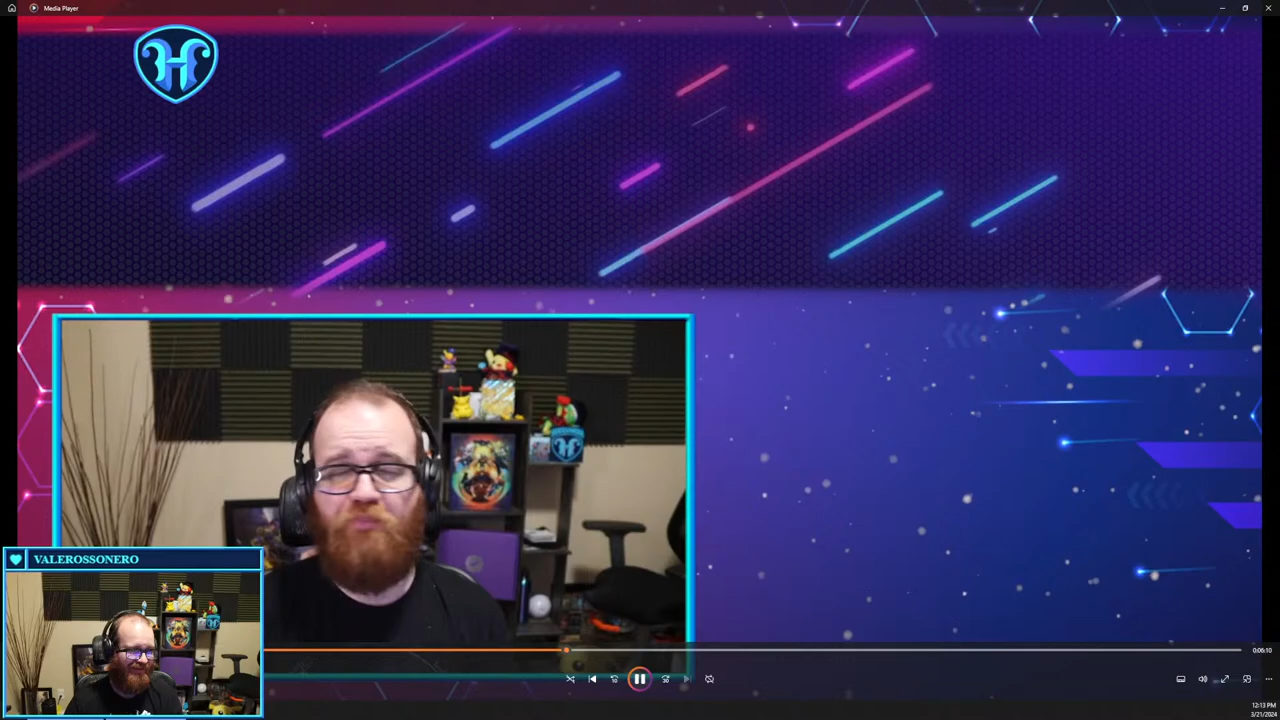 Media Player
H
VALEROSSONERO
0:06:10
12:13 PM
3/21/2024